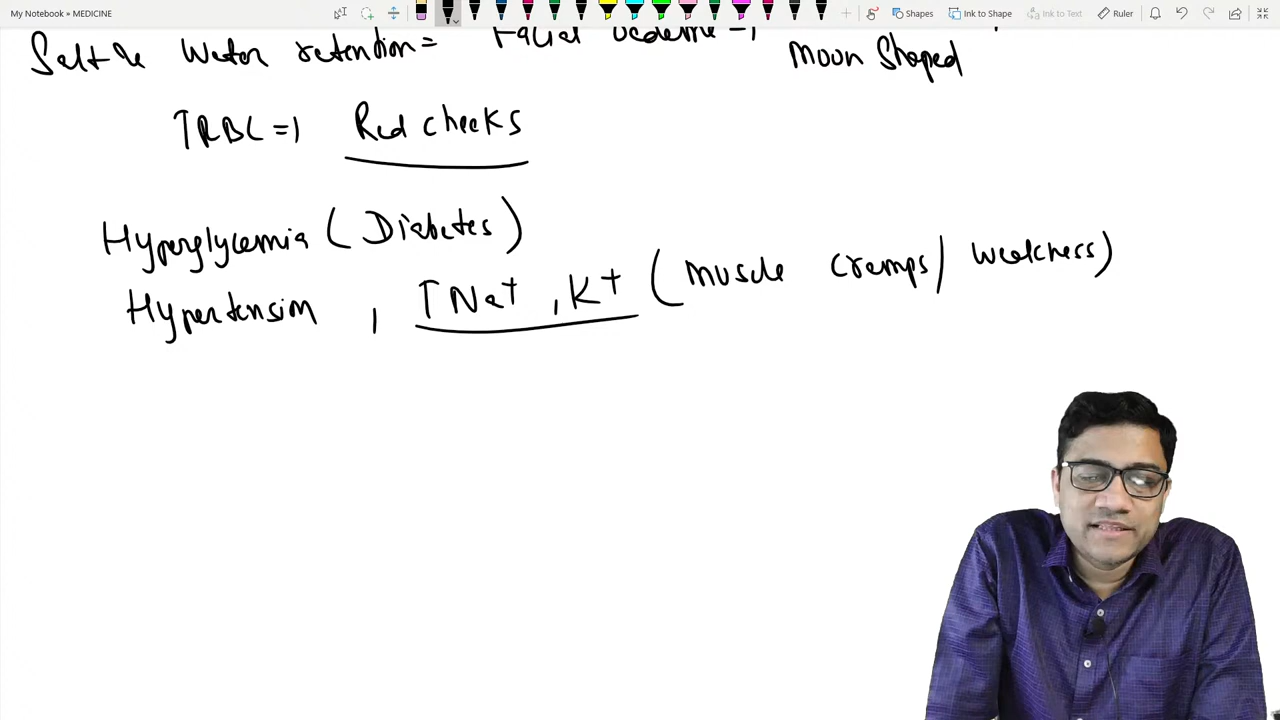 My Notebook » MEDICINE
Shapes
Ink to Shape
Ink to Text
Ruler
Salt & Water retention =
Moon Shaped
↑RBC => Red cheeks
Hyperglycemia (Diabetes)
Hypertension , ↑Na+ , K+ (Muscle cramps/ weakness)